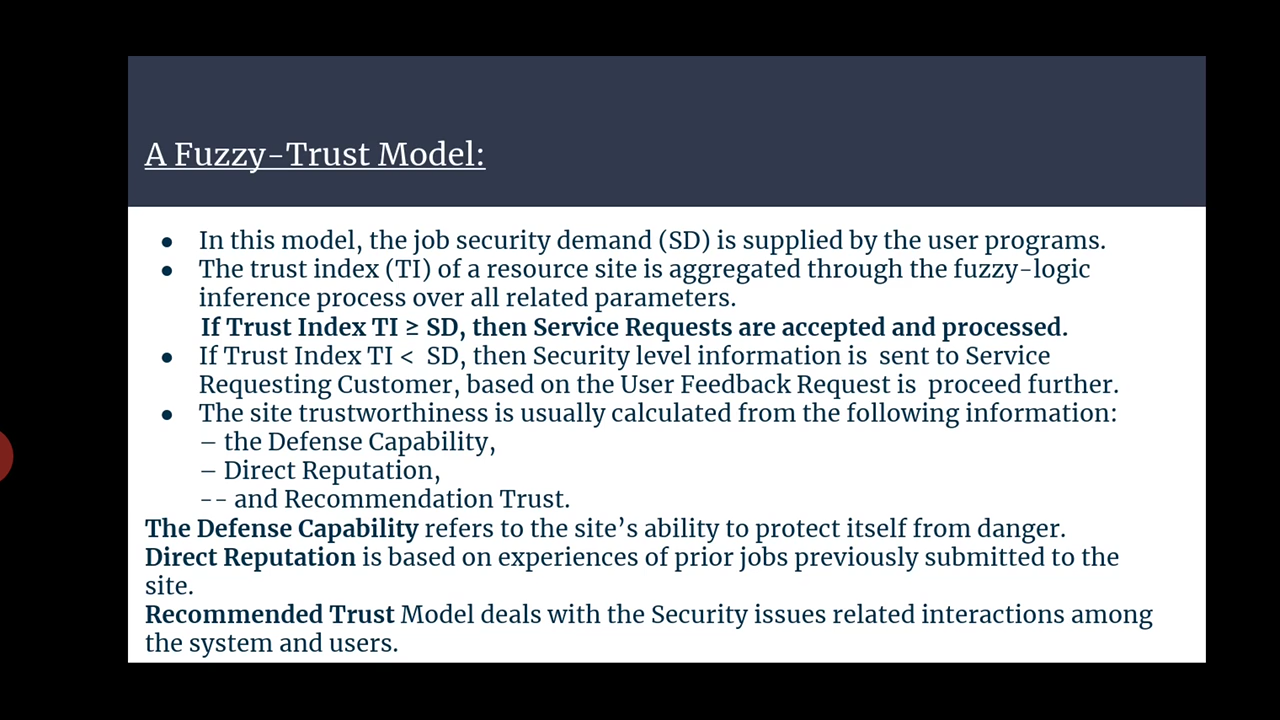 A Fuzzy-Trust Model:
● In this model, the job security demand (SD) is supplied by the user programs.
● The trust index (TI) of a resource site is aggregated through the fuzzy-logic
inference process over all related parameters.
If Trust Index TI ≥ SD, then Service Requests are accepted and processed.
● If Trust Index TI < SD, then Security level information is sent to Service
Requesting Customer, based on the User Feedback Request is proceed further.
● The site trustworthiness is usually calculated from the following information:
– the Defense Capability,
– Direct Reputation,
-- and Recommendation Trust.
The Defense Capability refers to the site’s ability to protect itself from danger.
Direct Reputation is based on experiences of prior jobs previously submitted to the
site.
Recommended Trust Model deals with the Security issues related interactions among
the system and users.